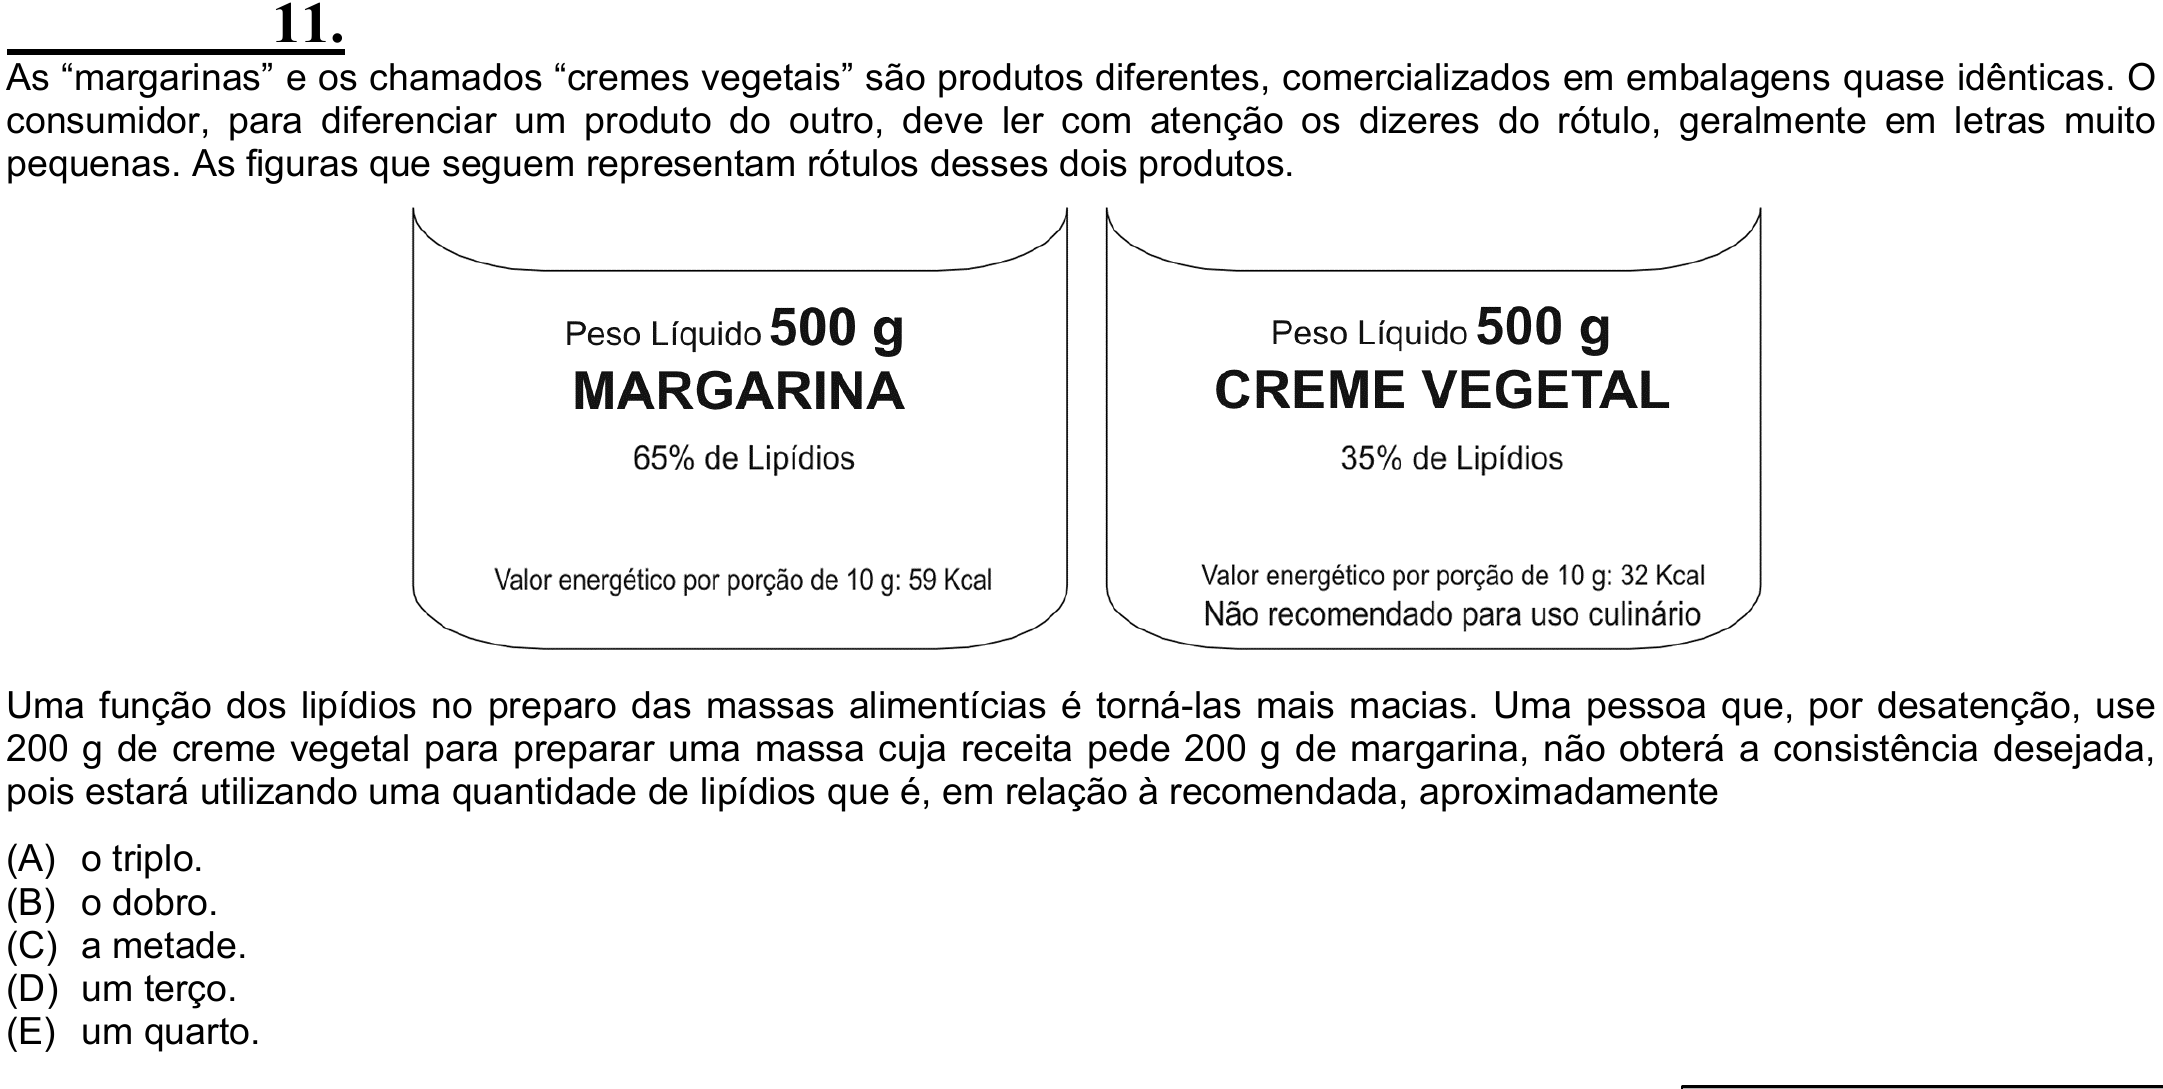 11.
As “margarinas” e os chamados “cremes vegetais” são produtos diferentes, comercializados em embalagens quase idênticas. O
consumidor, para diferenciar um produto do outro, deve ler com atenção os dizeres do rótulo, geralmente em letras muito
pequenas. As figuras que seguem representam rótulos desses dois produtos.
Peso Líquido 500 g
MARGARINA
65% de Lipídios
Valor energético por porção de 10 g: 59 Kcal
Peso Líquido 500 g
CREME VEGETAL
35% de Lipídios
Valor energético por porção de 10 g: 32 Kcal
Não recomendado para uso culinário
Uma função dos lipídios no preparo das massas alimentícias é torná-las mais macias. Uma pessoa que, por desatenção, use
200 g de creme vegetal para preparar uma massa cuja receita pede 200 g de margarina, não obterá a consistência desejada,
pois estará utilizando uma quantidade de lipídios que é, em relação à recomendada, aproximadamente
(A) o triplo.
(B) o dobro.
(C) a metade.
(D) um terço.
(E) um quarto.